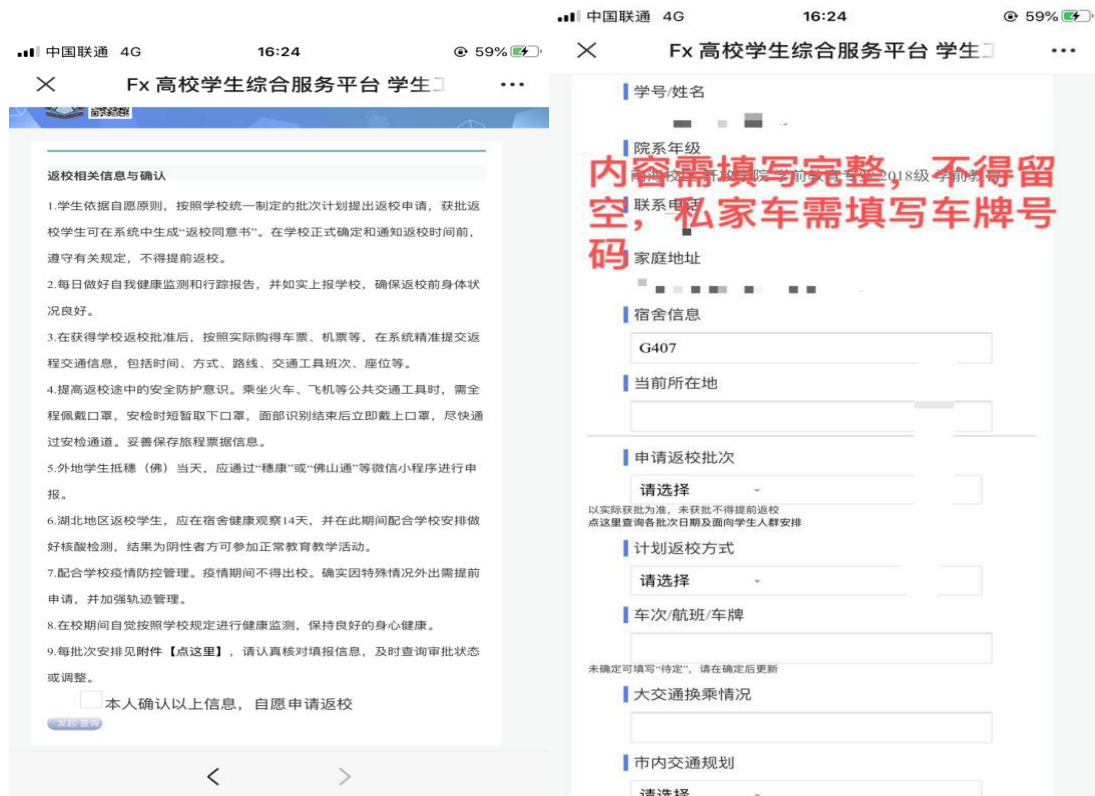 中国联通 4G 16:24 59%
Fx 高校学生综合服务平台 学生工
返校相关信息与确认
1.学生依据自愿原则，按照学校统一制定的批次计划提出返校申请，获批返
校学生可在系统中生成“返校同意书”。在学校正式确定和通知返校时间前，
遵守有关规定，不得提前返校。
2.每日做好自我健康监测和行踪报告，并如实上报学校，确保返校前身体状
况良好。
3.在获得学校返校批准后，按照实际购得车票、机票等，在系统精准提交返
程交通信息，包括时间、方式、路线、交通工具班次、座位等。
4.提高返校途中的安全防护意识。乘坐火车、飞机等公共交通工具时，需全
程佩戴口罩，安检时短暂取下口罩，面部识别结束后立即戴上口罩，尽快通
过安检通道。妥善保存旅程票据信息。
5.外地学生抵穗（佛）当天，应通过“穗康”或“佛山通”等微信小程序进行申
报。
6.湖北地区返校学生，应在宿舍健康观察14天，并在此期间配合学校安排做
好核酸检测，结果为阴性者方可参加正常教育教学活动。
7.配合学校疫情防控管理。疫情期间不得出校。确实因特殊情况外出需提前
申请，并加强轨迹管理。
8.在校期间自觉按照学校规定进行健康监测，保持良好的身心健康。
9.每批次安排见附件【点这里】，请认真核对填报信息，及时查询审批状态
或调整。
本人确认以上信息，自愿申请返校
发起/查询
中国联通 4G 16:24 59%
Fx 高校学生综合服务平台 学生工
学号/姓名
院系年级
内容需填写完整，不得留
空，私家车需填写车牌号
码
联系电话
家庭地址
宿舍信息
G407
当前所在地
申请返校批次
请选择
以实际获批为准，未获批不得提前返校
点这里查询各批次日期及面向学生人群安排
计划返校方式
请选择
车次/航班/车牌
未确定可填写“待定”，请在确定后更新
大交通换乘情况
市内交通规划
请选择